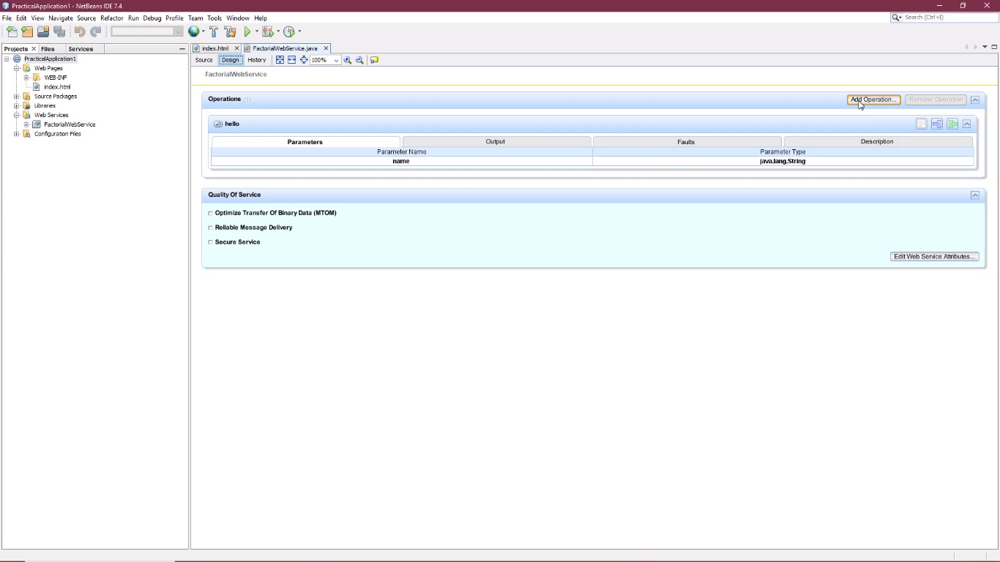 PracticalApplication1 - NetBeans IDE 7.4
File Edit View Navigate Source Refactor Run Debug Profile Team Tools Window Help
Search (Ctrl+I)
Projects Files Services
index.html FactorialWebService.java
PracticalApplication1
Source Design History 100%
Web Pages
WEB-INF
FactorialWebService
index.html
Source Packages
Operations (1) Add Operation... Remove Operation
Libraries
Web Services
FactorialWebService
hello
Configuration Files
Parameters Output Faults Description
Parameter Name Parameter Type
name java.lang.String
Quality Of Service
Optimize Transfer Of Binary Data (MTOM)
Reliable Message Delivery
Secure Service
Edit Web Service Attributes...